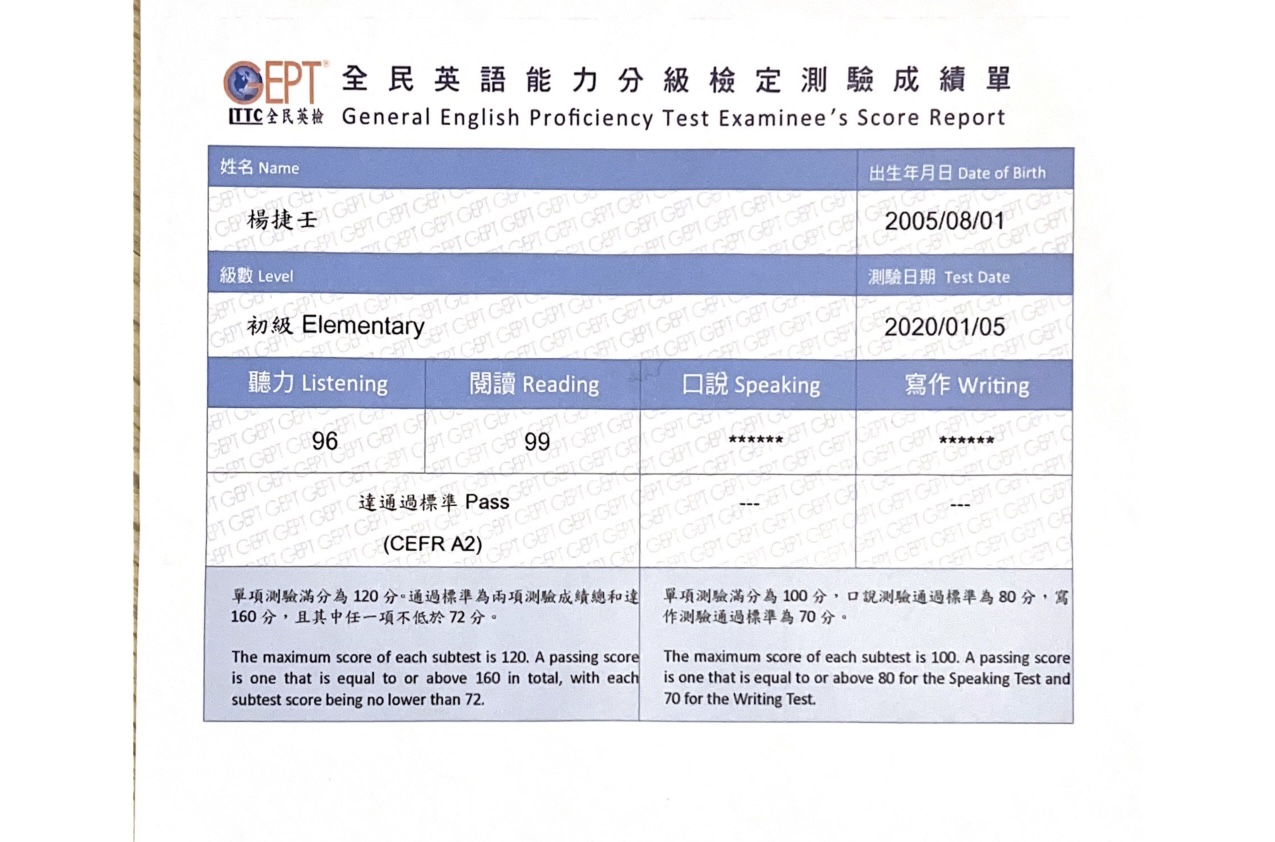 GEPT®
LTTC全民英檢
全民英語能力分級檢定測驗成績單
General English Proficiency Test Examinee's Score Report
姓名 Name
出生年月日 Date of Birth
楊捷壬
2005/08/01
級數 Level
測驗日期 Test Date
初級 Elementary
2020/01/05
聽力 Listening
閱讀 Reading
口說 Speaking
寫作 Writing
96
99
******
******
達通過標準 Pass
(CEFR A2)
---
---
單項測驗滿分為 120 分。通過標準為兩項測驗成績總和達
160 分，且其中任一項不低於 72 分。
The maximum score of each subtest is 120. A passing score
is one that is equal to or above 160 in total, with each
subtest score being no lower than 72.
單項測驗滿分為 100 分，口說測驗通過標準為 80 分，寫
作測驗通過標準為 70 分。
The maximum score of each subtest is 100. A passing score
is one that is equal to or above 80 for the Speaking Test and
70 for the Writing Test.